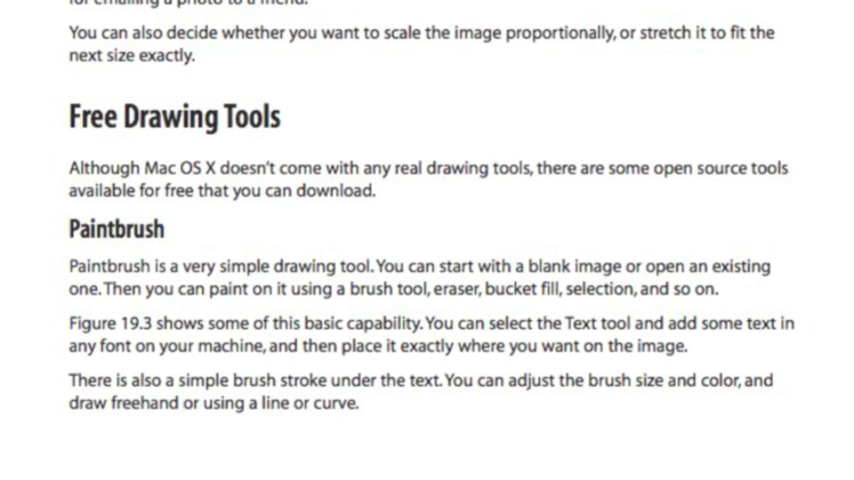 for emailing a photo to a friend.
You can also decide whether you want to scale the image proportionally, or stretch it to fit the
next size exactly.
Free Drawing Tools
Although Mac OS X doesn't come with any real drawing tools, there are some open source tools
available for free that you can download.
Paintbrush
Paintbrush is a very simple drawing tool. You can start with a blank image or open an existing
one. Then you can paint on it using a brush tool, eraser, bucket fill, selection, and so on.
Figure 19.3 shows some of this basic capability. You can select the Text tool and add some text in
any font on your machine, and then place it exactly where you want on the image.
There is also a simple brush stroke under the text. You can adjust the brush size and color, and
draw freehand or using a line or curve.